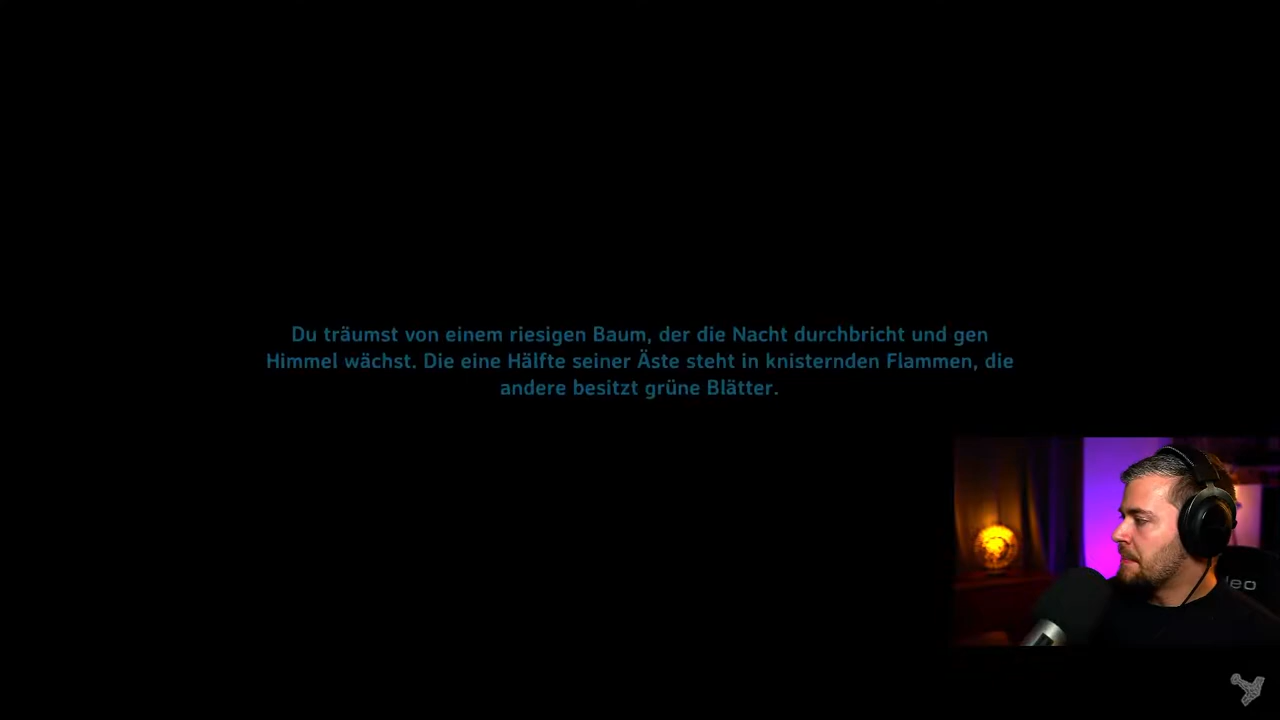 Du träumst von einem riesigen Baum, der die Nacht durchbricht und gen
Himmel wächst. Die eine Hälfte seiner Äste steht in knisternden Flammen, die
andere besitzt grüne Blätter.